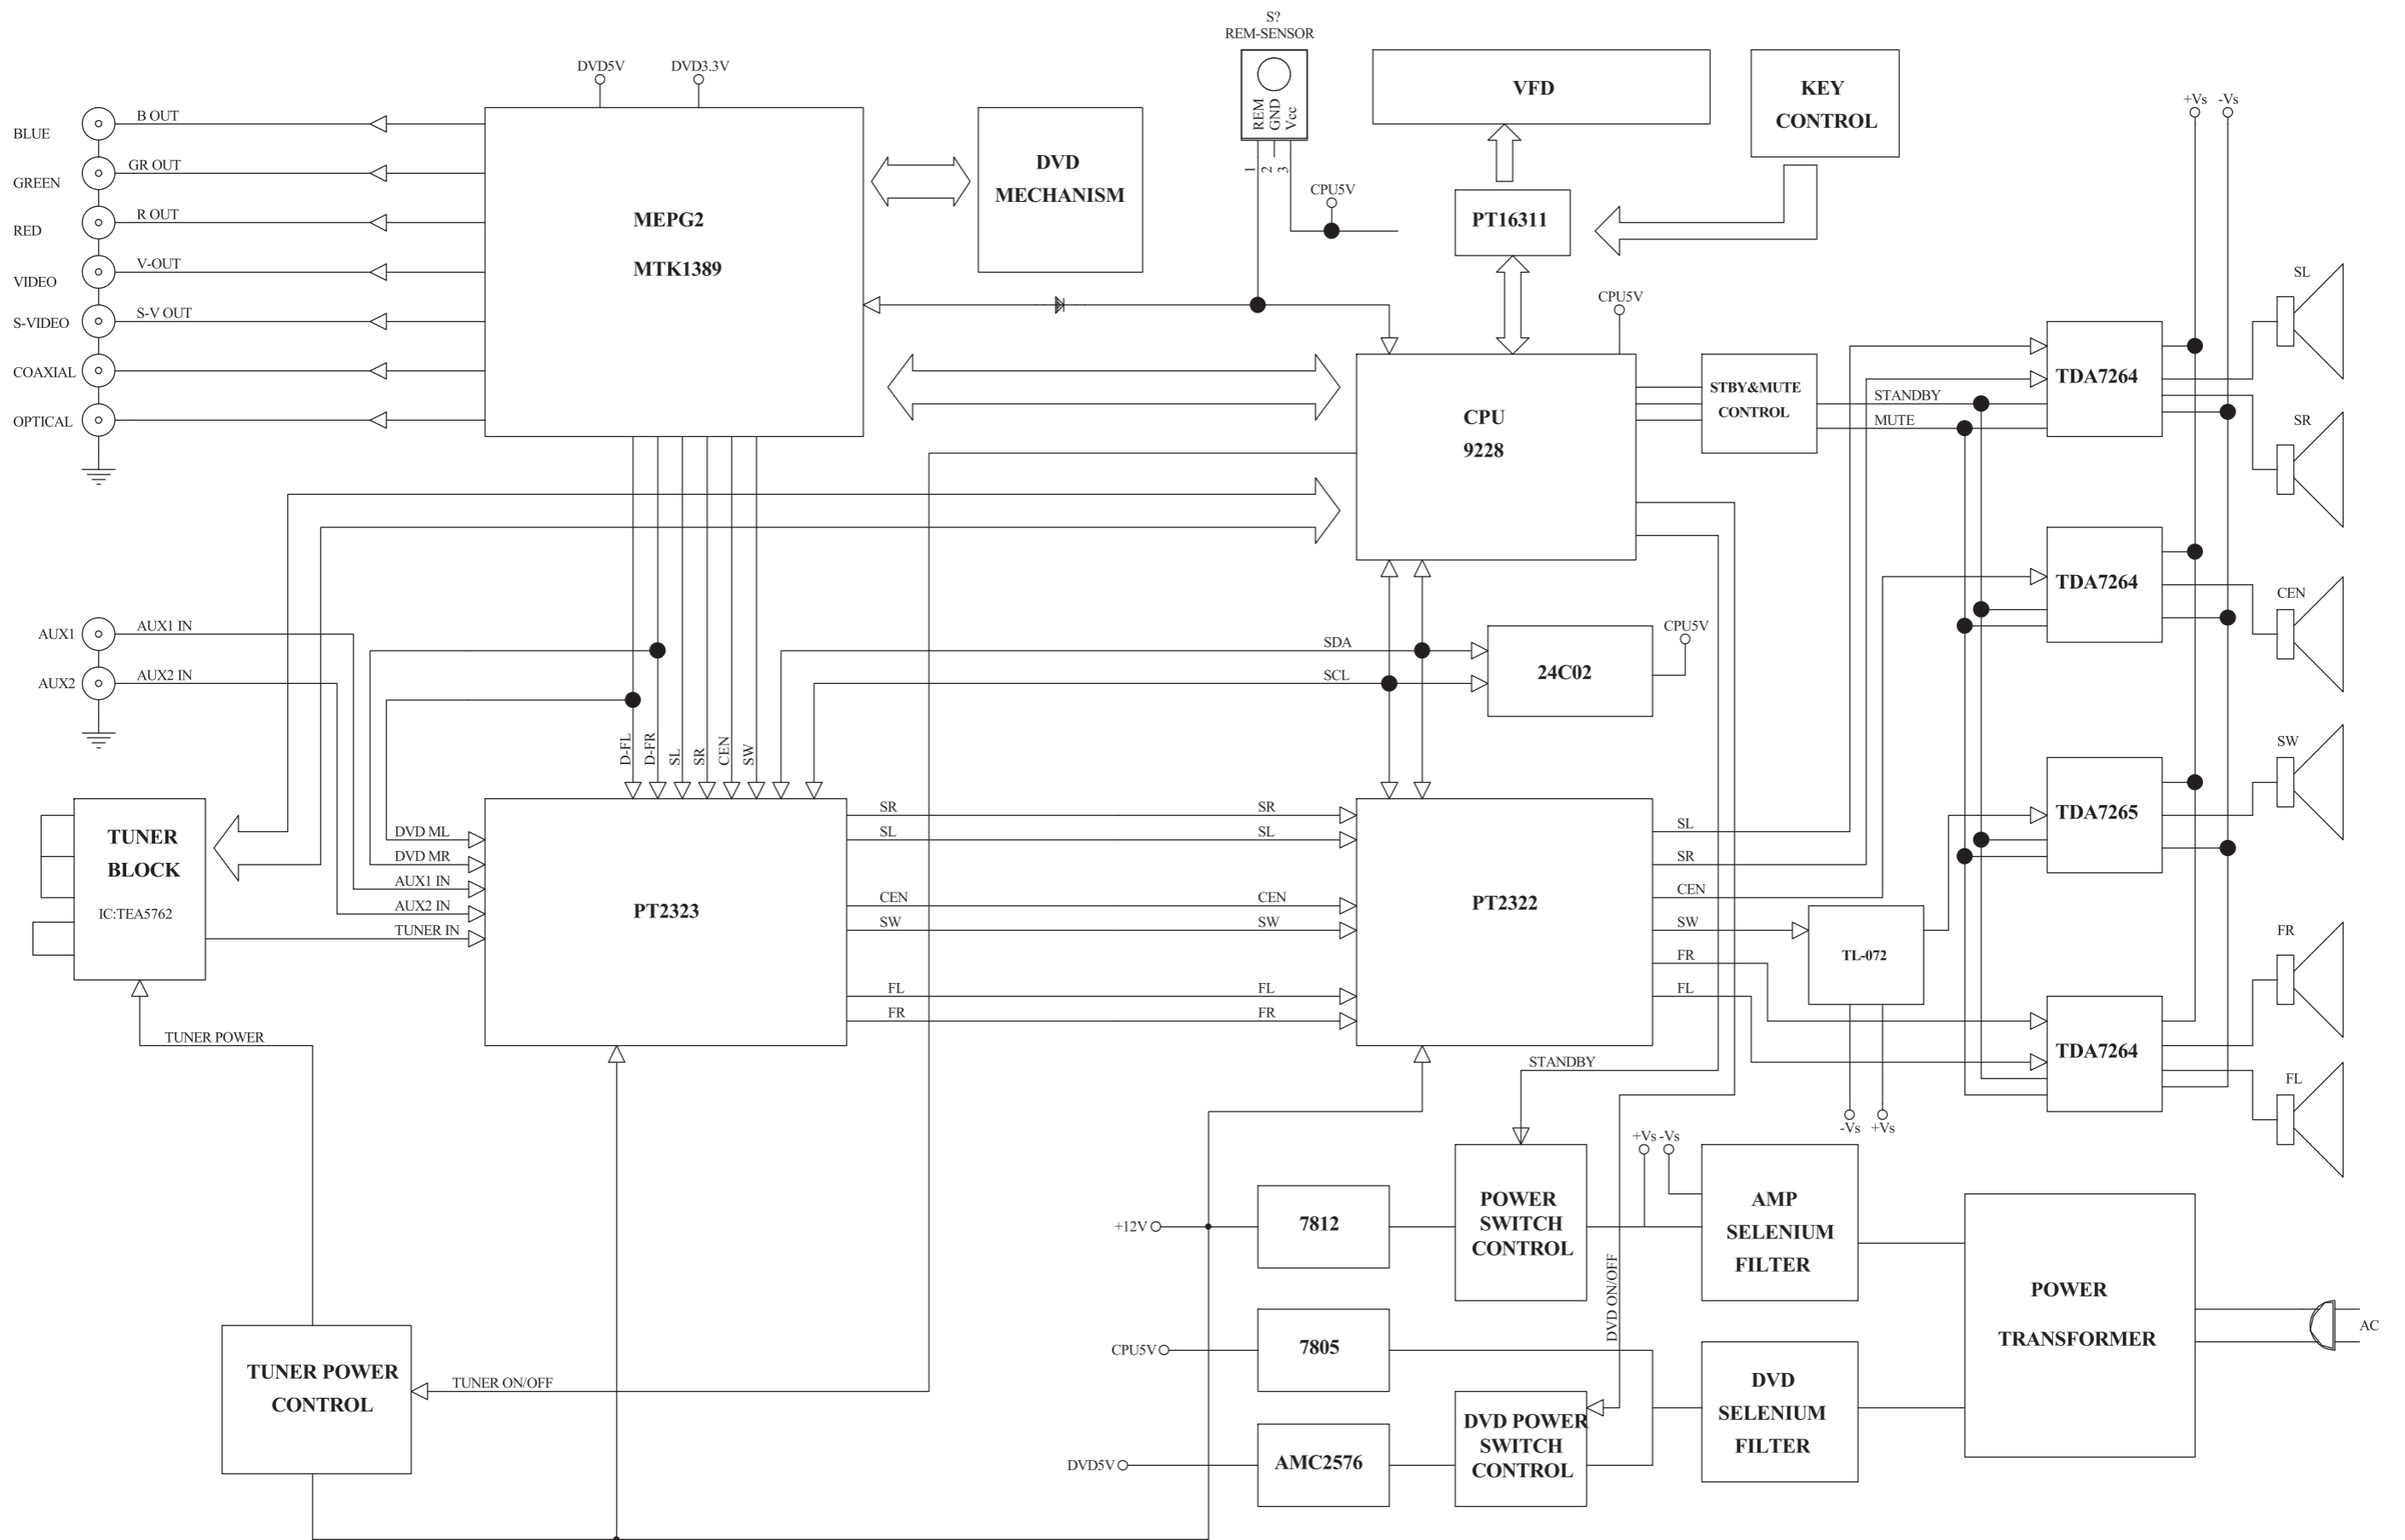 S?
REM-SENSOR
REM
GND
Vcc
1
2
3
DVD5V
DVD3.3V
VFD
KEY
CONTROL
+Vs
-Vs
BLUE
B OUT
GREEN
GR OUT
RED
R OUT
VIDEO
V-OUT
S-VIDEO
S-V OUT
COAXIAL
OPTICAL
MEPG2
MTK1389
DVD
MECHANISM
CPU5V
PT16311
CPU5V
CPU
9228
STBY&MUTE
CONTROL
STANDBY
MUTE
TDA7264
SL
SR
TDA7264
CEN
AUX1
AUX1 IN
AUX2
AUX2 IN
SDA
SCL
24C02
CPU5V
D-FL
D-FR
SL
SR
CEN
SW
TDA7265
SW
TUNER
BLOCK
IC:TEA5762
DVD ML
DVD MR
AUX1 IN
AUX2 IN
TUNER IN
PT2323
SR
SL
CEN
SW
FL
FR
SR
SL
CEN
SW
FL
FR
PT2322
SL
SR
CEN
SW
FR
FL
TL-072
-Vs
+Vs
TDA7264
FR
FL
TUNER POWER
STANDBY
+Vs
-Vs
+12V
7812
POWER
SWITCH
CONTROL
DVD ON/OFF
AMP
SELENIUM
FILTER
POWER
TRANSFORMER
AC
CPU5V
7805
TUNER POWER
CONTROL
TUNER ON/OFF
DVD5V
AMC2576
DVD POWER
SWITCH
CONTROL
DVD
SELENIUM
FILTER